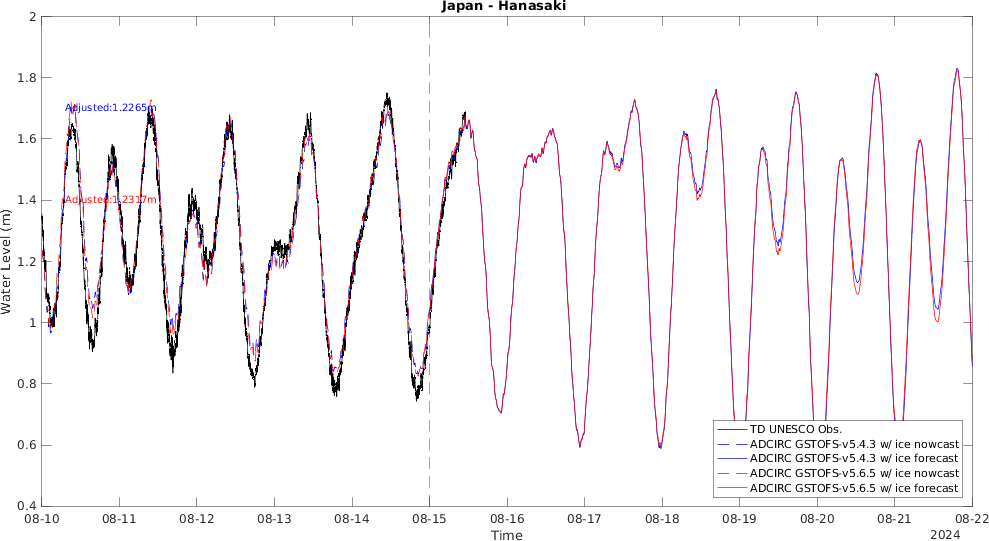 Japan - Hanasaki
2
1.8
1.6
1.4
1.2
1
0.8
0.6
0.4
Water Level (m)
Adjusted:1.2265m
Adjusted:1.2317m
TD UNESCO Obs.
ADCIRC GSTOFS-v5.4.3 w/ ice nowcast
ADCIRC GSTOFS-v5.4.3 w/ ice forecast
ADCIRC GSTOFS-v5.6.5 w/ ice nowcast
ADCIRC GSTOFS-v5.6.5 w/ ice forecast
08-10 08-11 08-12 08-13 08-14 08-15 08-16 08-17 08-18 08-19 08-20 08-21 08-22
Time
2024